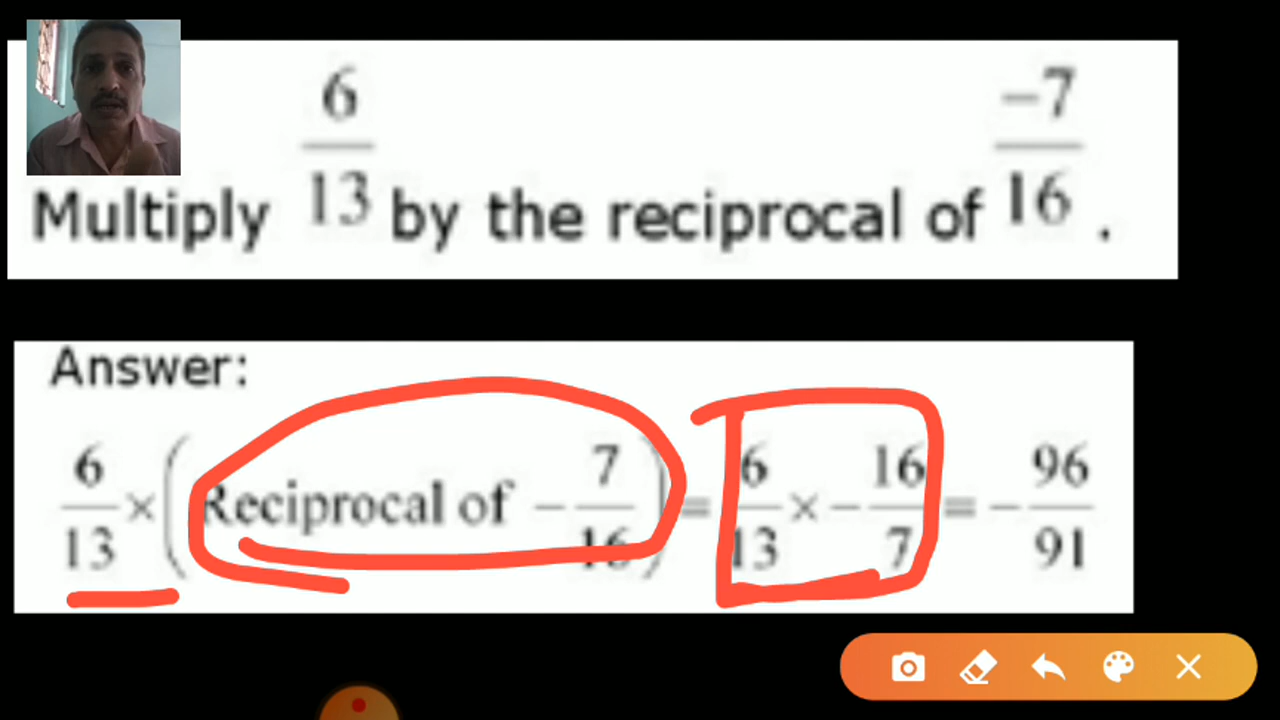 Multiply 6/13 by the reciprocal of -7/16 .
Answer:
6/13 × (Reciprocal of - 7/16) = 6/13 × - 16/7 = - 96/91